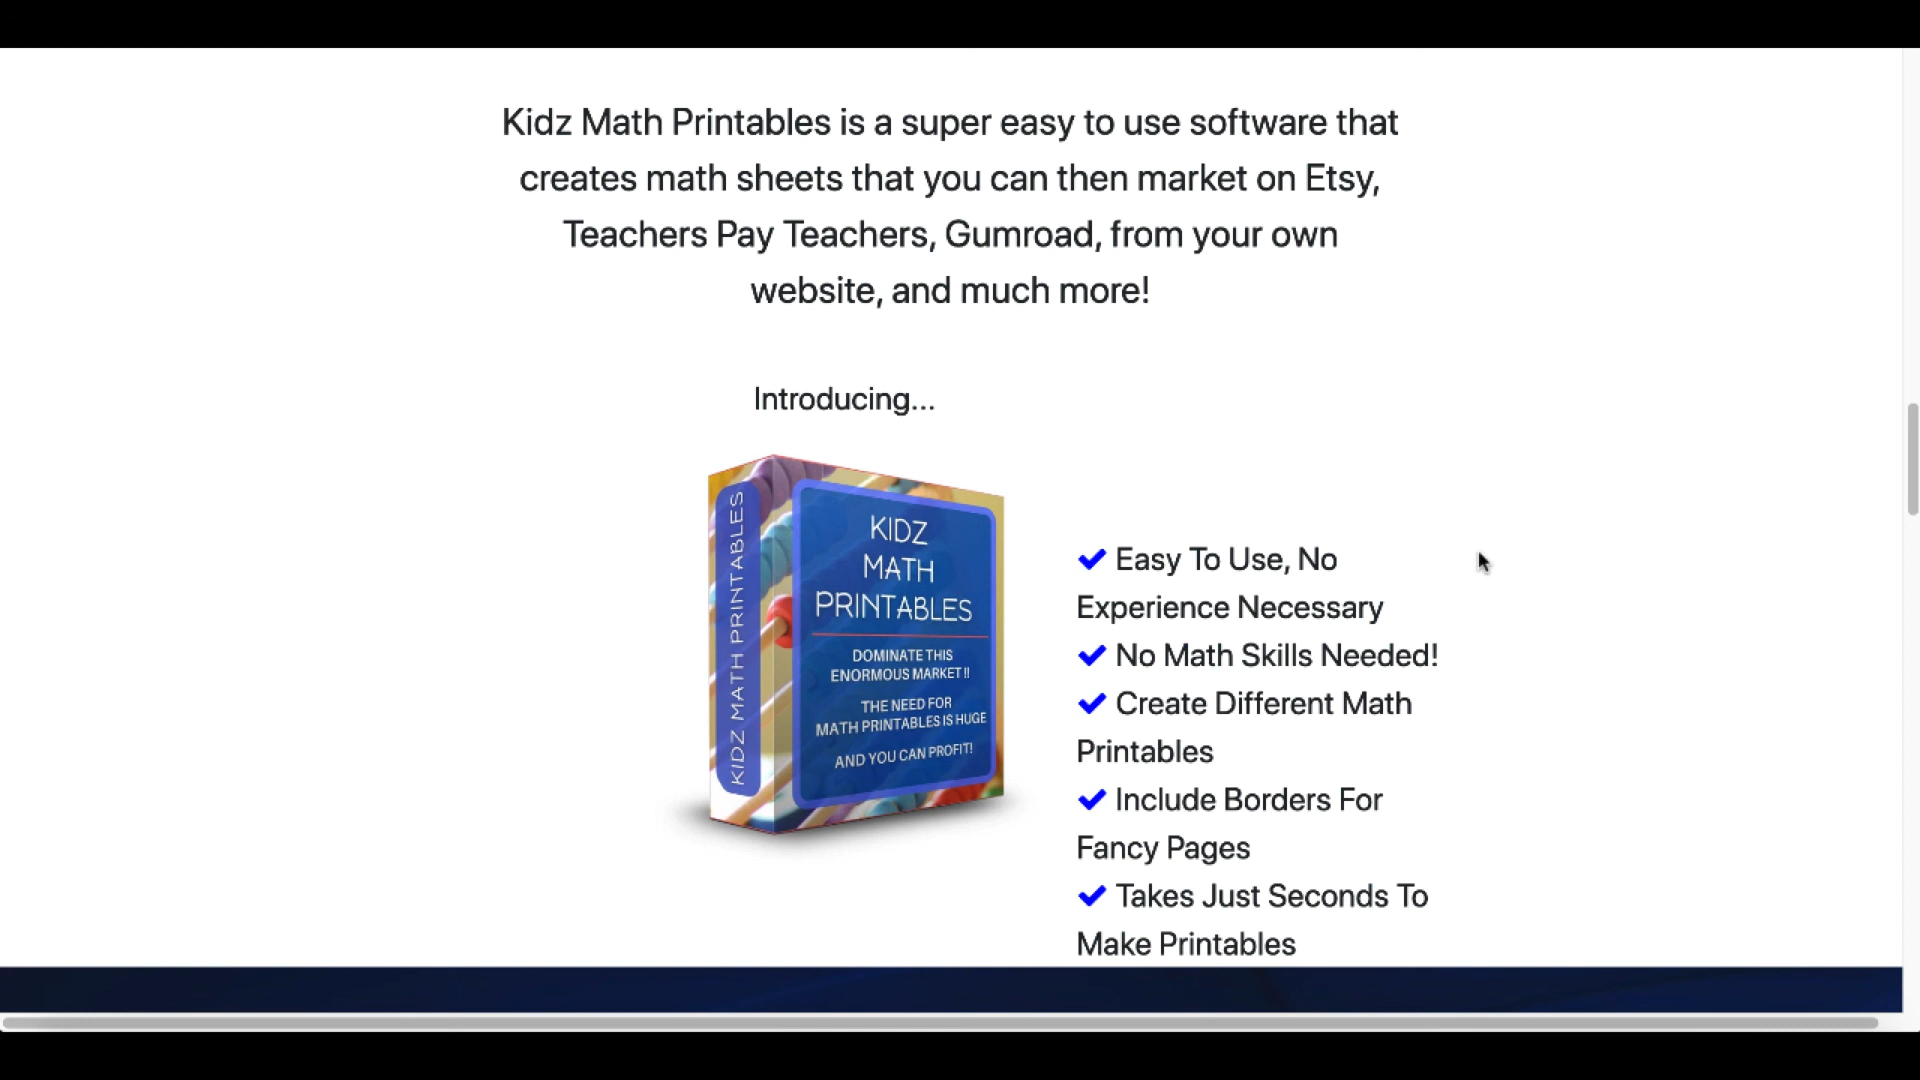 Kidz Math Printables is a super easy to use software that
creates math sheets that you can then market on Etsy,
Teachers Pay Teachers, Gumroad, from your own
website, and much more!
Introducing...
KIDZ MATH PRINTABLES
KIDZ
MATH
PRINTABLES
DOMINATE THIS
ENORMOUS MARKET!!
THE NEED FOR
MATH PRINTABLES IS HUGE
AND YOU CAN PROFIT!
✔ Easy To Use, No
Experience Necessary
✔ No Math Skills Needed!
✔ Create Different Math
Printables
✔ Include Borders For
Fancy Pages
✔ Takes Just Seconds To
Make Printables